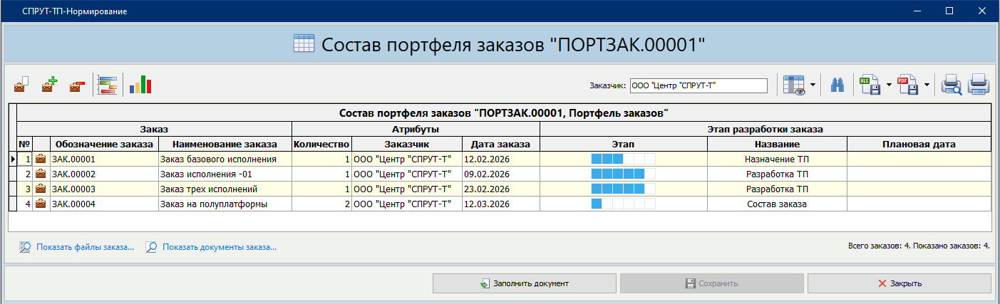 СПРУТ-ТП-Нормирование
Состав портфеля заказов "ПОРТЗАК.00001"
Заказчик: ООО "Центр "СПРУТ-Т"
XLS PDF
Состав портфеля заказов "ПОРТЗАК.00001, Портфель заказов"
Заказ Атрибуты Этап разработки заказа
№ Обозначение заказа Наименование заказа Количество Заказчик Дата заказа Этап Название Плановая дата
1 ЗАК.00001 Заказ базового исполнения 1 ООО "Центр "СПРУТ-Т" 12.02.2026 Назначение ТП
2 ЗАК.00002 Заказ исполнения -01 1 ООО "Центр "СПРУТ-Т" 09.02.2026 Разработка ТП
3 ЗАК.00003 Заказ трех исполнений 1 ООО "Центр "СПРУТ-Т" 23.02.2026 Разработка ТП
4 ЗАК.00004 Заказ на полуплатформы 2 ООО "Центр "СПРУТ-Т" 12.03.2026 Состав заказа
Показать файлы заказа... Показать документы заказа... Всего заказов: 4. Показано заказов: 4.
Заполнить документ Сохранить Закрыть